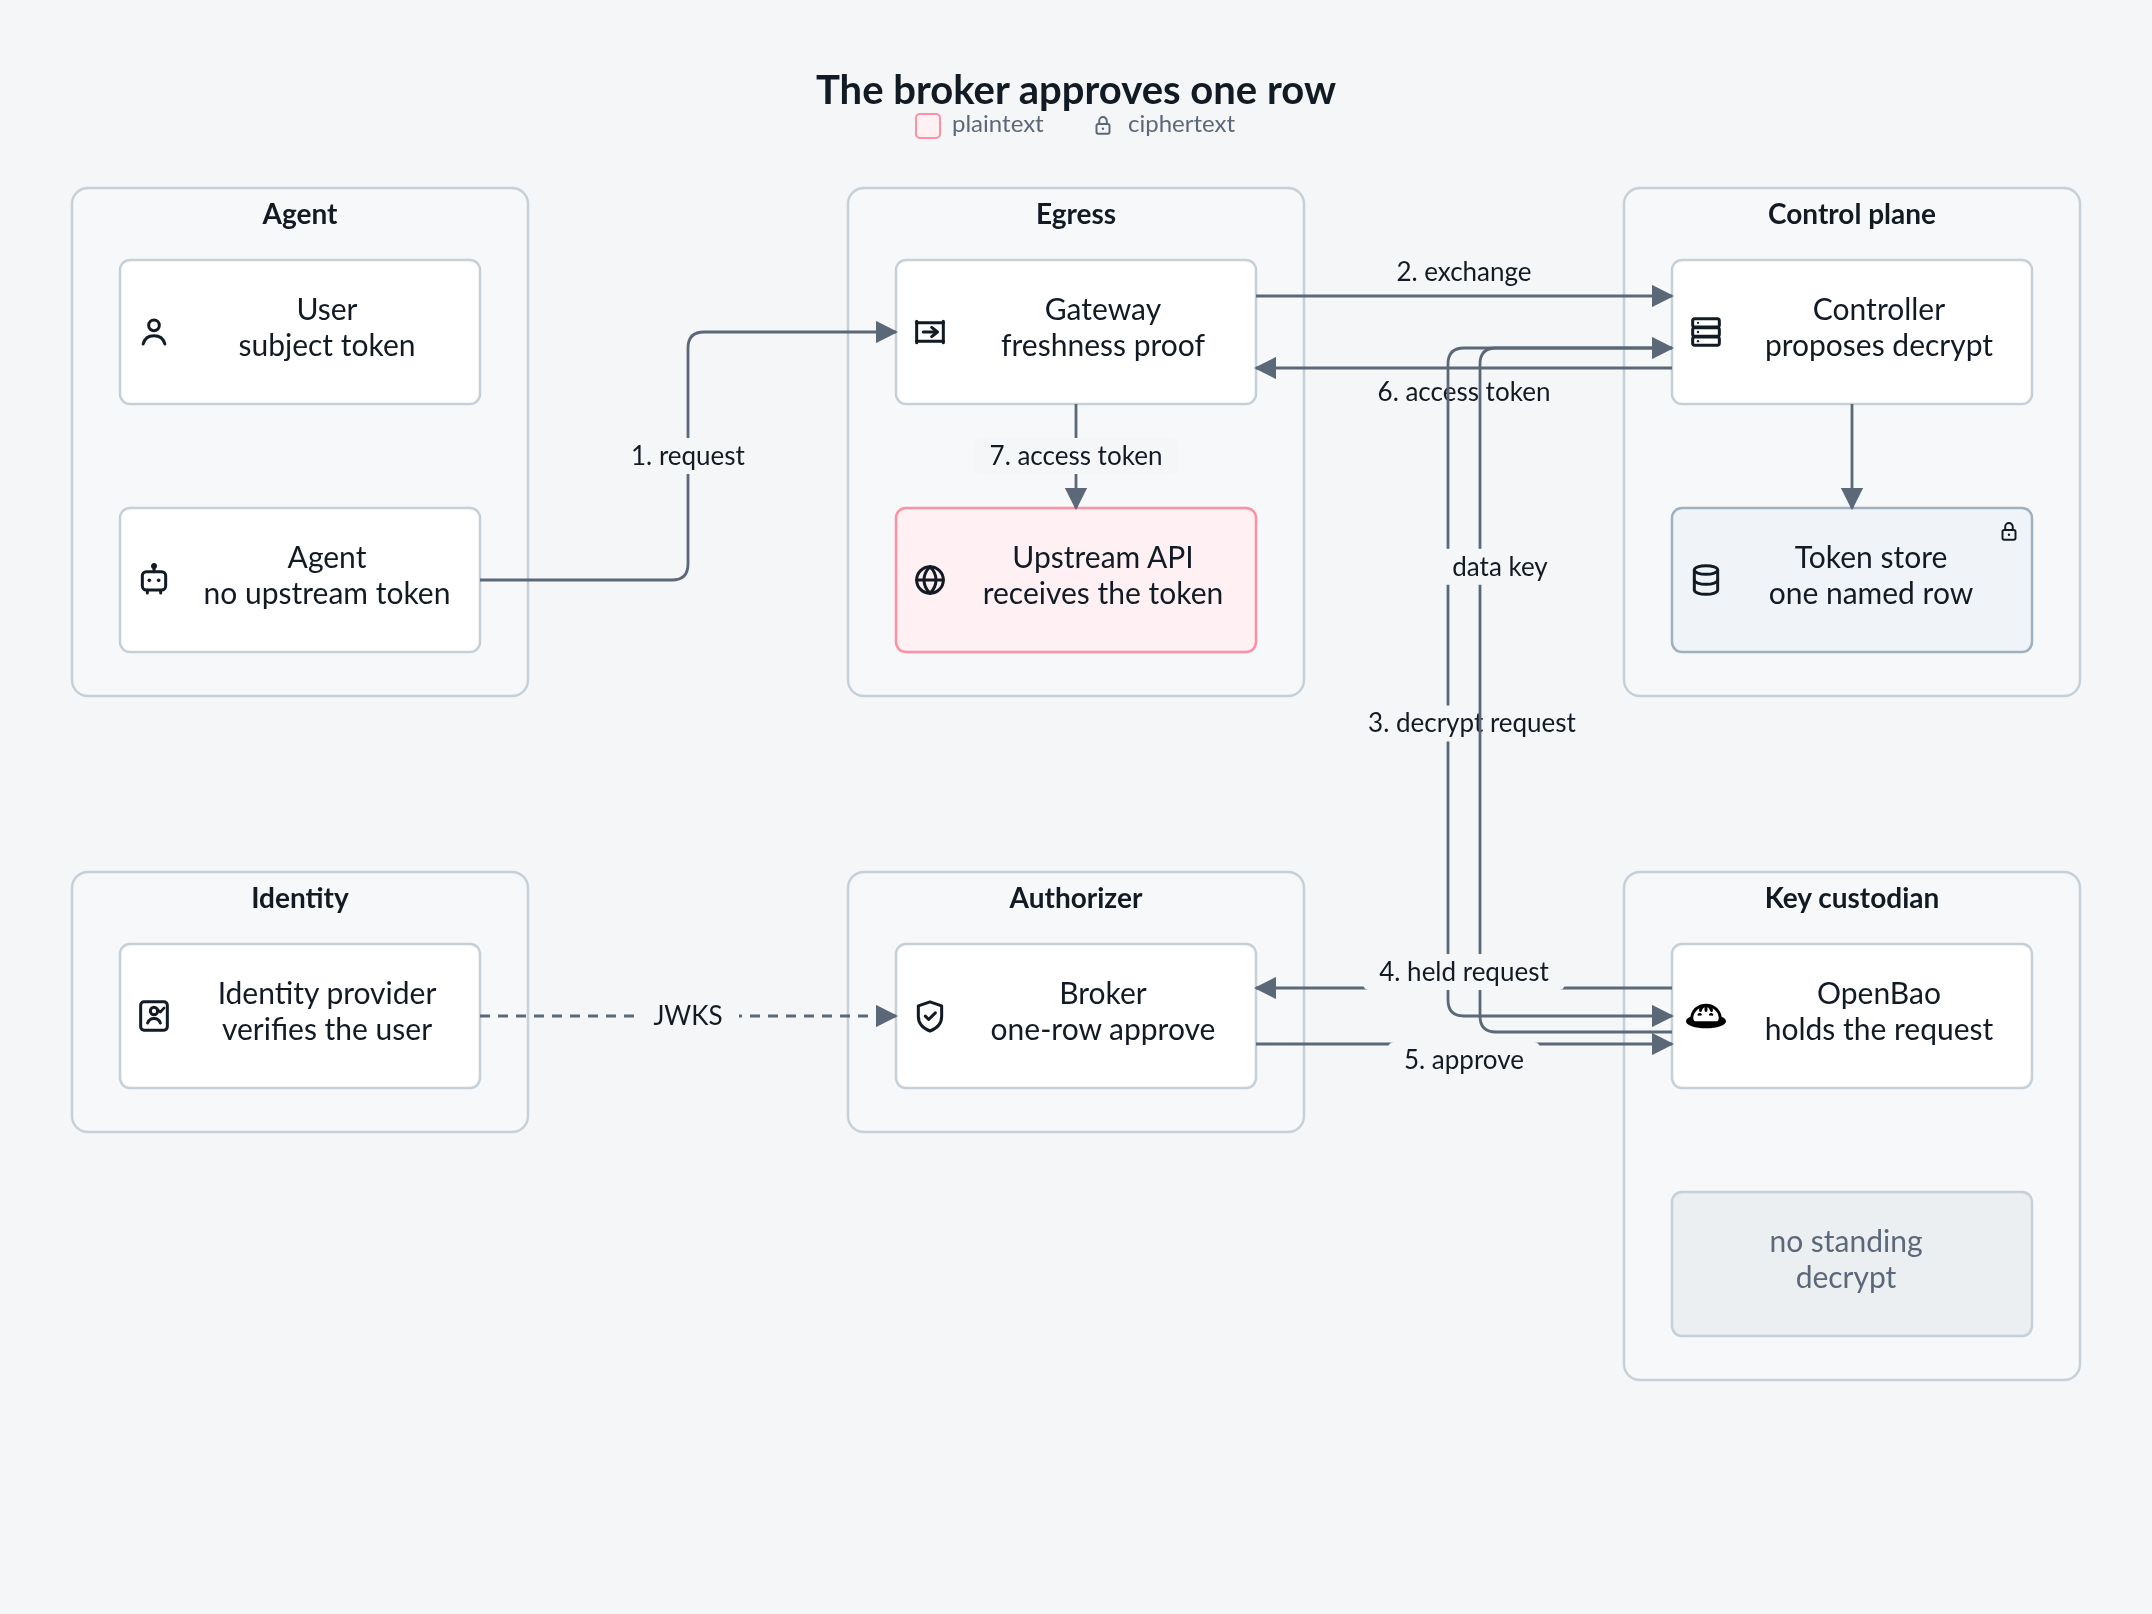 The broker approves one row
plaintext
ciphertext
Agent
User
subject token
Agent
no upstream token
1. request
Egress
Gateway
freshness proof
7. access token
Upstream API
receives the token
2. exchange
6. access token
data key
3. decrypt request
Control plane
Controller
proposes decrypt
Token store
one named row
Identity
Identity provider
verifies the user
JWKS
Authorizer
Broker
one-row approve
4. held request
5. approve
Key custodian
OpenBao
holds the request
no standing
decrypt